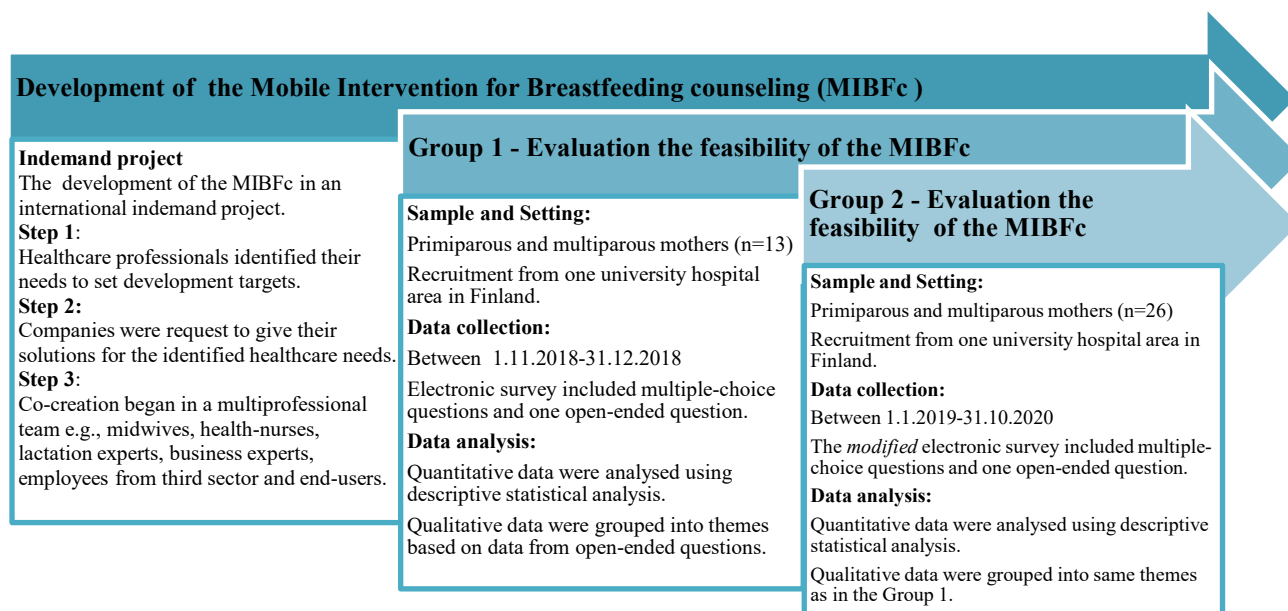 Development of the Mobile Intervention for Breastfeeding counseling (MIBFc )
Indemand project
The development of the MIBFc in an
international indemand project.
Step 1:
Healthcare professionals identified their
needs to set development targets.
Step 2:
Companies were request to give their
solutions for the identified healthcare needs.
Step 3:
Co-creation began in a multiprofessional
team e.g., midwives, health-nurses,
lactation experts, business experts,
employees from third sector and end-users.
Group 1 - Evaluation the feasibility of the MIBFc
Sample and Setting:
Primiparous and multiparous mothers (n=13)
Recruitment from one university hospital
area in Finland.
Data collection:
Between 1.11.2018-31.12.2018
Electronic survey included multiple-choice
questions and one open-ended question.
Data analysis:
Quantitative data were analysed using
descriptive statistical analysis.
Qualitative data were grouped into themes
based on data from open-ended questions.
Group 2 - Evaluation the
feasibility of the MIBFc
Sample and Setting:
Primiparous and multiparous mothers (n=26)
Recruitment from one university hospital area in
Finland.
Data collection:
Between 1.1.2019-31.10.2020
The modified electronic survey included multiple-
choice questions and one open-ended question.
Data analysis:
Quantitative data were analysed using descriptive
statistical analysis.
Qualitative data were grouped into same themes
as in the Group 1.